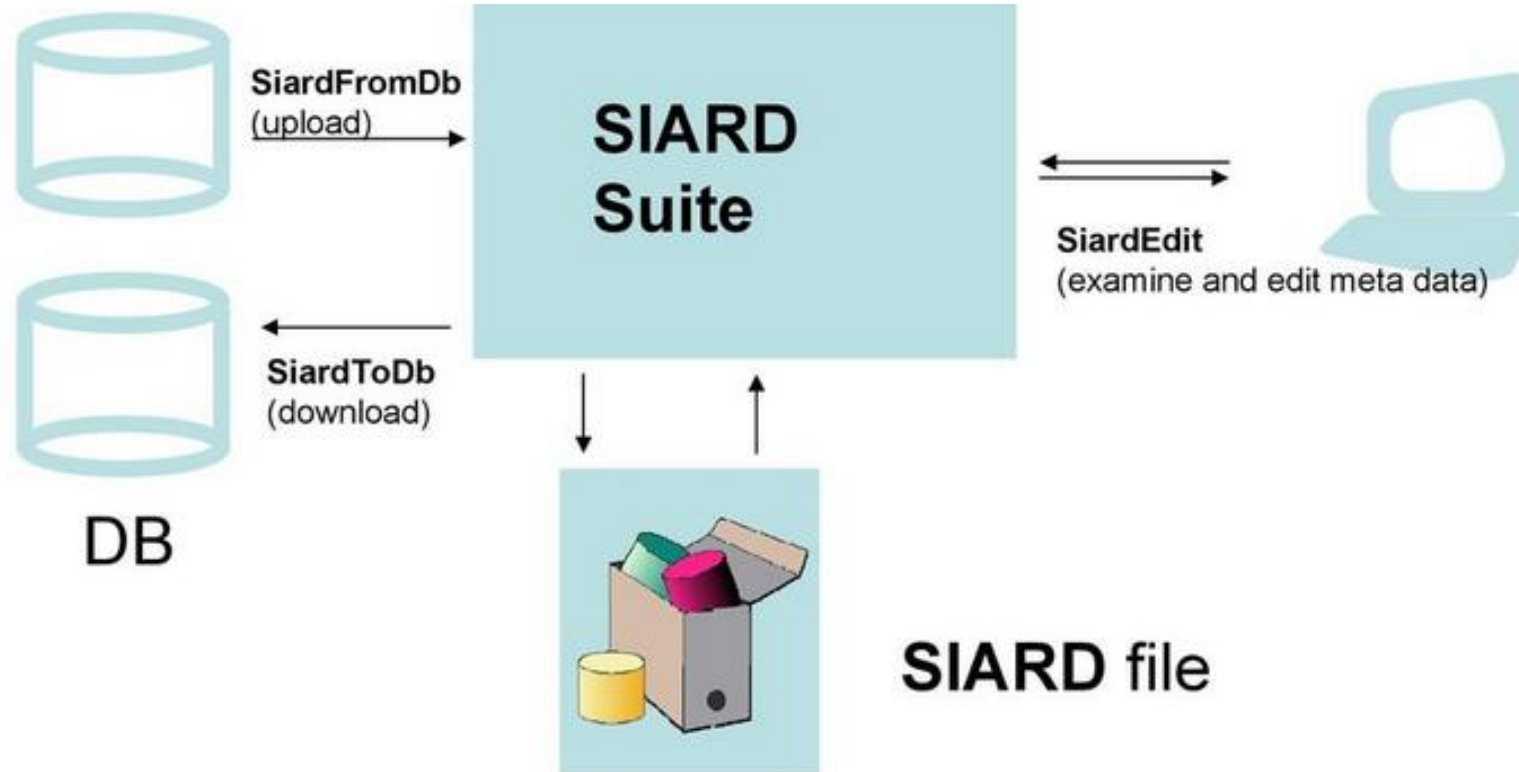 SiardFromDb
(upload)
SIARD
Suite
SiardEdit
(examine and edit meta data)
SiardToDb
(download)
DB
SIARD file